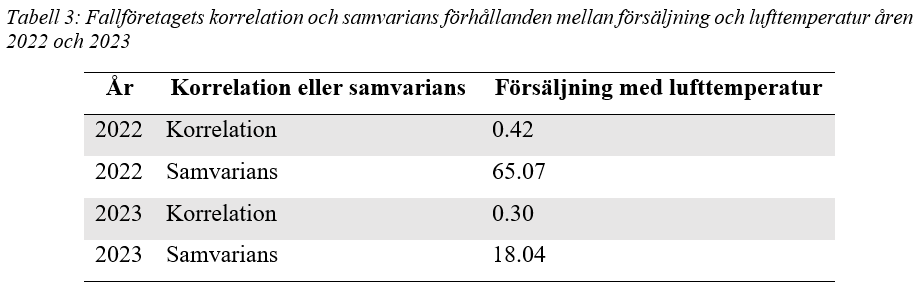 Tabell 3: Fallföretagets korrelation och samvarians förhållanden mellan försäljning och lufttemperatur åren
2022 och 2023
År Korrelation eller samvarians Försäljning med lufttemperatur
2022 Korrelation 0.42
2022 Samvarians 65.07
2023 Korrelation 0.30
2023 Samvarians 18.04